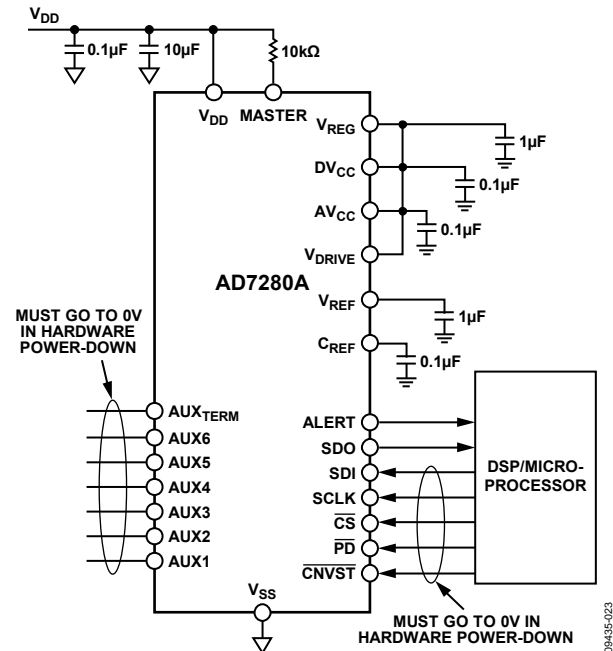 VDD
0.1µF
10µF
10kΩ
VDD
MASTER
VREG
1µF
DVCC
0.1µF
AVCC
0.1µF
VDRIVE
AD7280A
VREF
1µF
CREF
0.1µF
MUST GO TO 0V
IN HARDWARE
POWER-DOWN
AUXTERM
AUX6
AUX5
AUX4
AUX3
AUX2
AUX1
ALERT
SDO
SDI
SCLK
CS
PD
CNVST
DSP/MICRO-
PROCESSOR
VSS
MUST GO TO 0V IN
HARDWARE POWER-DOWN
09435-023